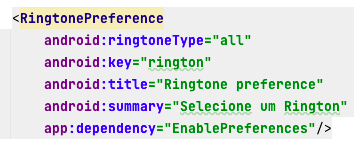 <RingtonePreference
android:ringtoneType="all"
android:key="rington"
android:title="Ringtone preference"
android:summary="Selecione um Rington"
app:dependency="EnablePreferences"/>